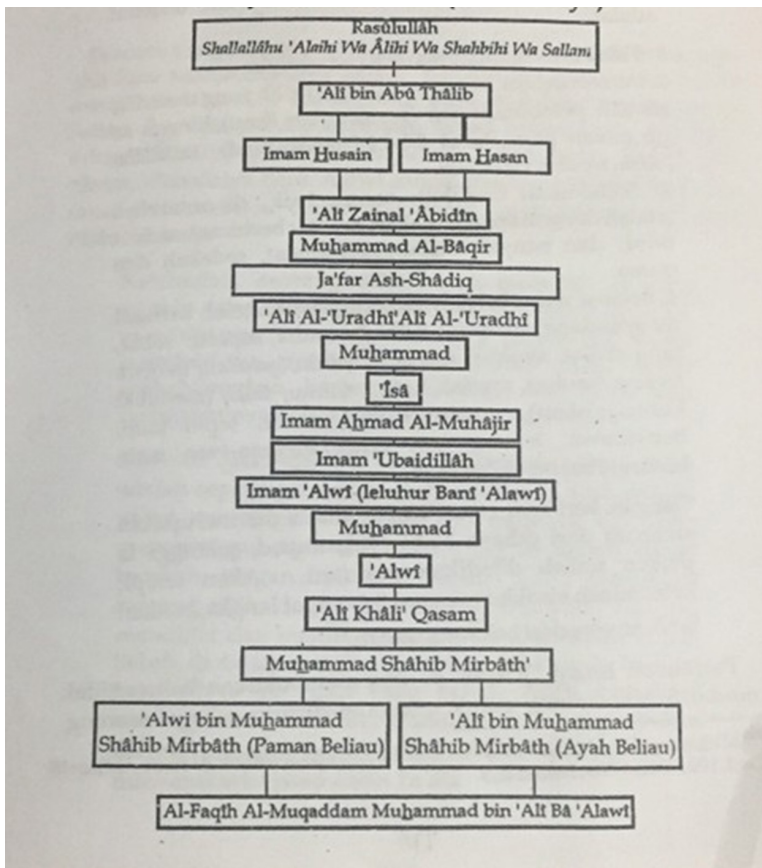 Rasûlullâh
Shallallâhu 'Alaihi Wa Âlihi Wa Shahbihi Wa Sallam
'Alî bin Abû Thâlib
Imam Husain Imam Hasan
'Alî Zainal 'Âbidîn
Muhammad Al-Bâqir
Ja'far Ash-Shâdiq
'Alî Al-'Uradhî'Alî Al-'Uradhî
Muhammad
'Îsâ
Imam Ahmad Al-Muhâjir
Imam 'Ubaidillâh
Imam 'Alwî (leluhur Banî 'Alawî)
Muhammad
'Alwî
'Alî Khâli' Qasam
Muhammad Shâhib Mirbâth'
'Alwi bin Muhammad
Shâhib Mirbâth (Paman Beliau)
'Alî bin Muhammad
Shâhib Mirbâth (Ayah Beliau)
Al-Faqîh Al-Muqaddam Muhammad bin 'Alî Bâ 'Alawî